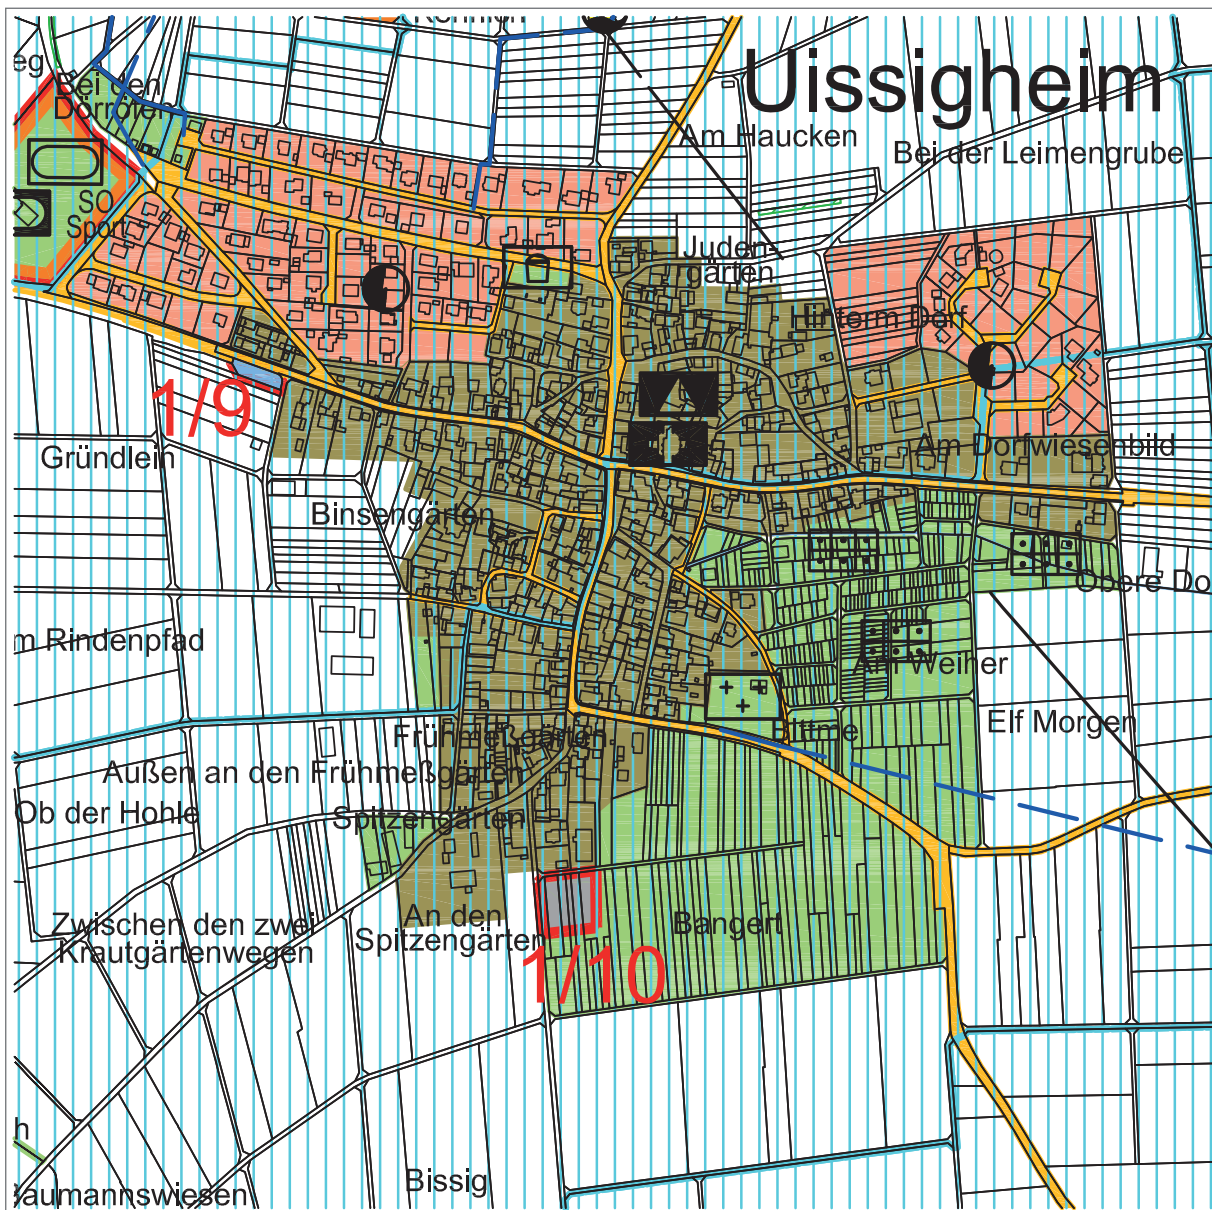 Uissigheim
Bei den
Dörröfen
Am Haucken
Bei der Leimengrube
SO
Sport
Juden-
gärten
Hinterm Dorf
1/9
Gründlein
Am Dorfwiesenbild
Binsengärten
Obere Do
m Rindenpfad
Am Weiher
Elf Morgen
Frühmeßgärten
Bittme
Außen an den Frühmeßgärten
Ob der Hohle
Spitzengärten
Zwischen den zwei
Krautgärtenwegen
An den
Spitzengärten
Bangert
1/10
h
Baumannswiesen
Bissig